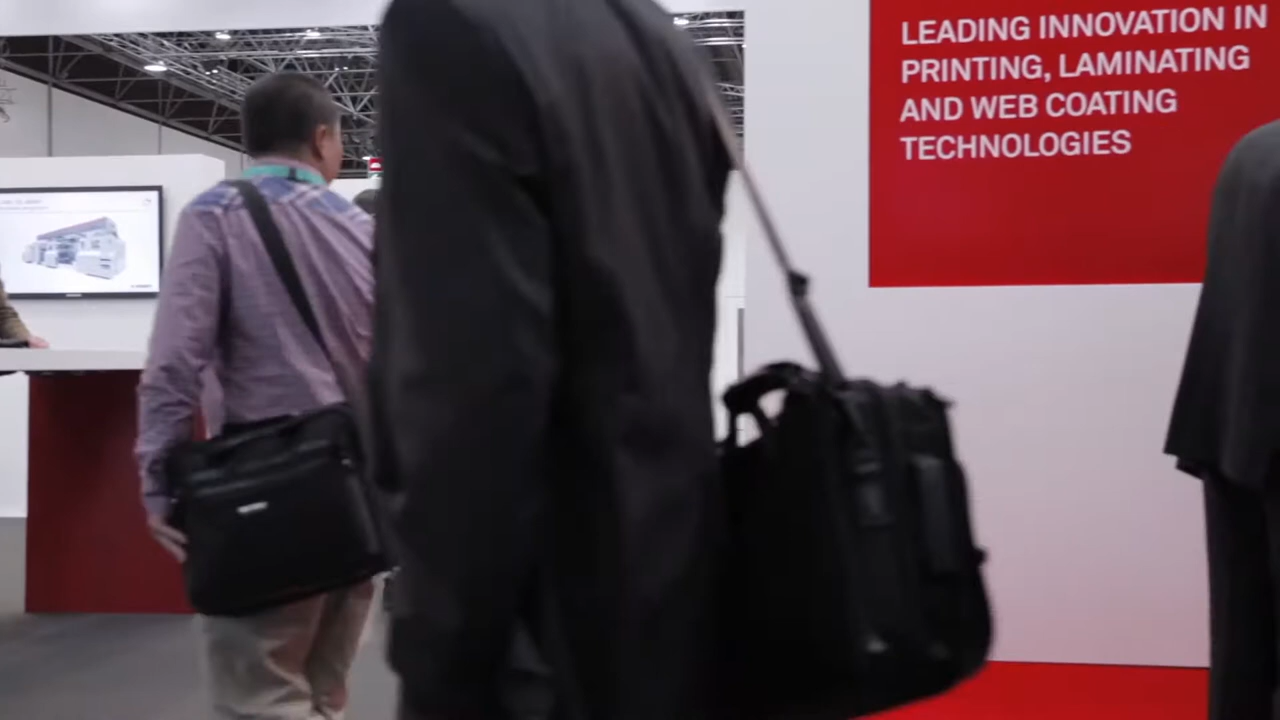 LEADING INNOVATION IN
PRINTING, LAMINATING
AND WEB COATING
TECHNOLOGIES